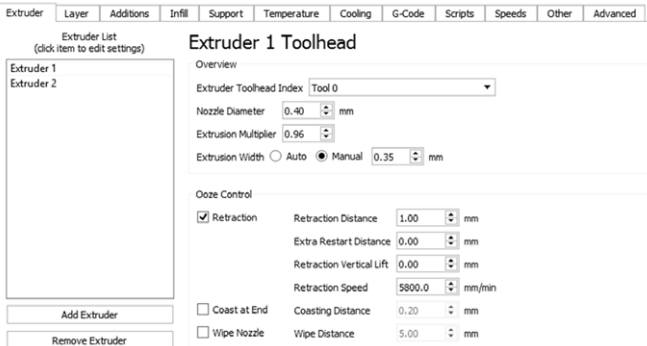 Extruder Layer Additions Infill Support Temperature Cooling G-Code Scripts Speeds Other Advanced
Extruder List
(click item to edit settings)
Extruder 1
Extruder 2
Add Extruder
Remove Extruder
Extruder 1 Toolhead
Overview
Extruder Toolhead Index Tool 0
Nozzle Diameter 0.40 mm
Extrusion Multiplier 0.96
Extrusion Width Auto Manual 0.35 mm
Ooze Control
Retraction Retraction Distance 1.00 mm
Extra Restart Distance 0.00 mm
Retraction Vertical Lift 0.00 mm
Retraction Speed 5800.0 mm/min
Coast at End Coasting Distance 0.20 mm
Wipe Nozzle Wipe Distance 5.00 mm